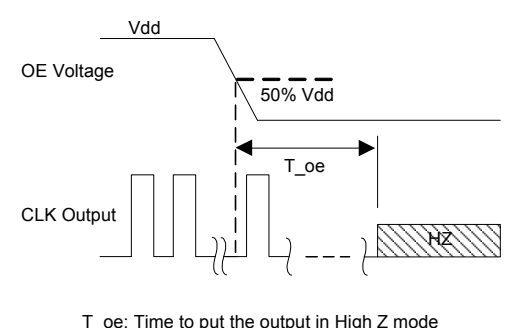 Vdd
OE Voltage
50% Vdd
T_oe
CLK Output
HZ
T_oe: Time to put the output in High Z mode